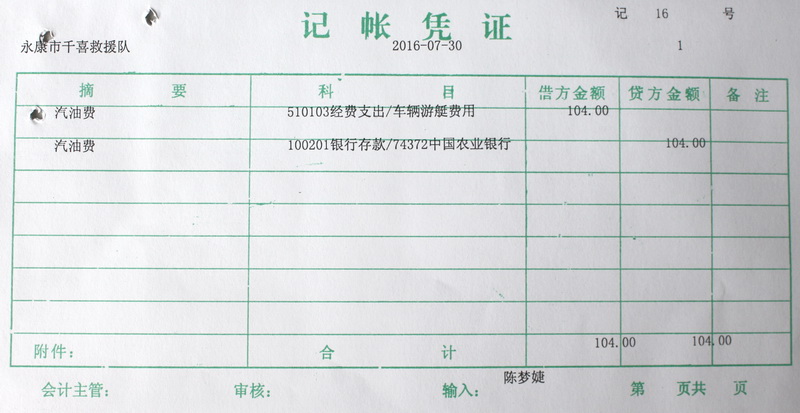 记 帐 凭 证 记 16 号
永康市千喜救援队 2016-07-30 1
摘 要 科 目 借方金额 贷方金额 备 注
汽油费 510103经费支出/车辆游艇费用 104.00
汽油费 100201银行存款/74372中国农业银行 104.00
附件： 合 计 104.00 104.00
会计主管： 审核： 输入： 陈梦婕 第 页共 页